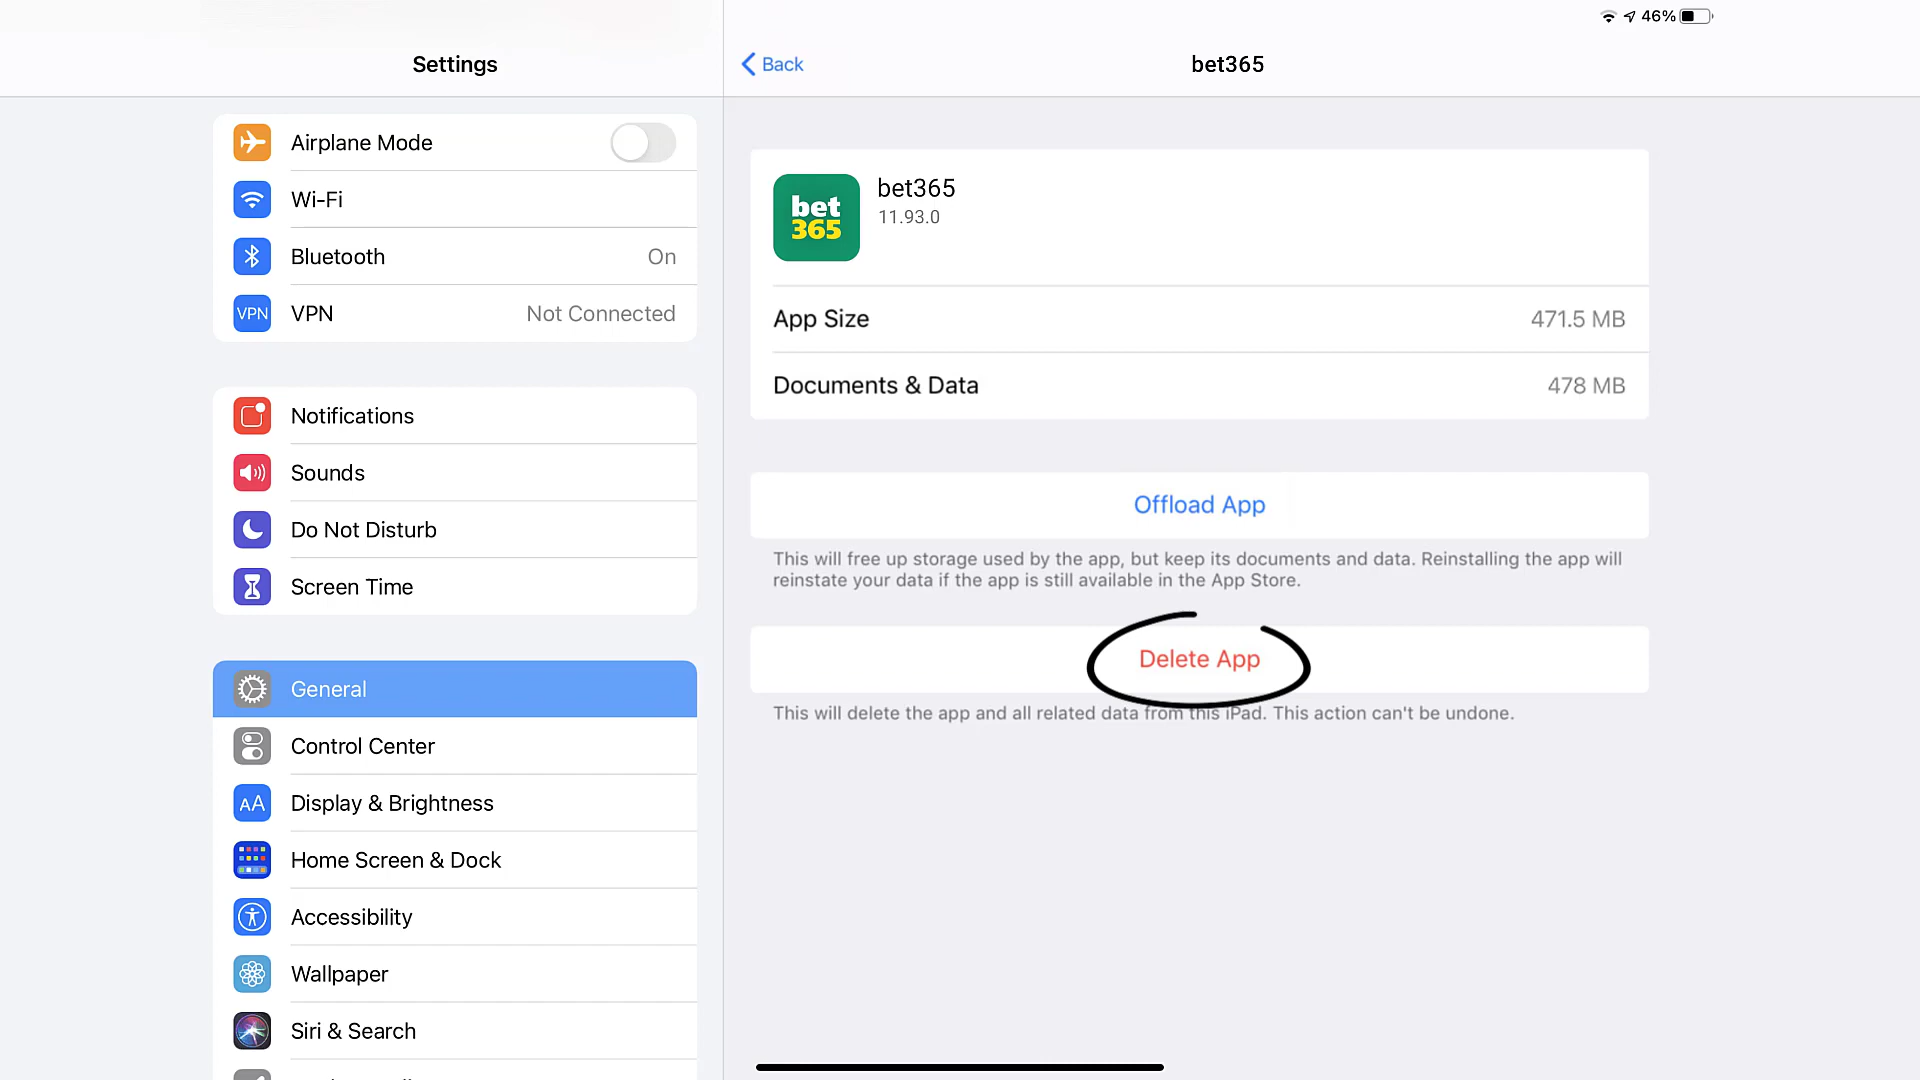 46%
Settings
Back
bet365
Airplane Mode
Wi-Fi
Bluetooth
On
VPN
VPN
Not Connected
Notifications
Sounds
Do Not Disturb
Screen Time
General
Control Center
AA
Display & Brightness
Home Screen & Dock
Accessibility
Wallpaper
Siri & Search
bet
365
bet365
11.93.0
App Size
471.5 MB
Documents & Data
478 MB
Offload App
This will free up storage used by the app, but keep its documents and data. Reinstalling the app will
reinstate your data if the app is still available in the App Store.
Delete App
This will delete the app and all related data from this iPad. This action can't be undone.